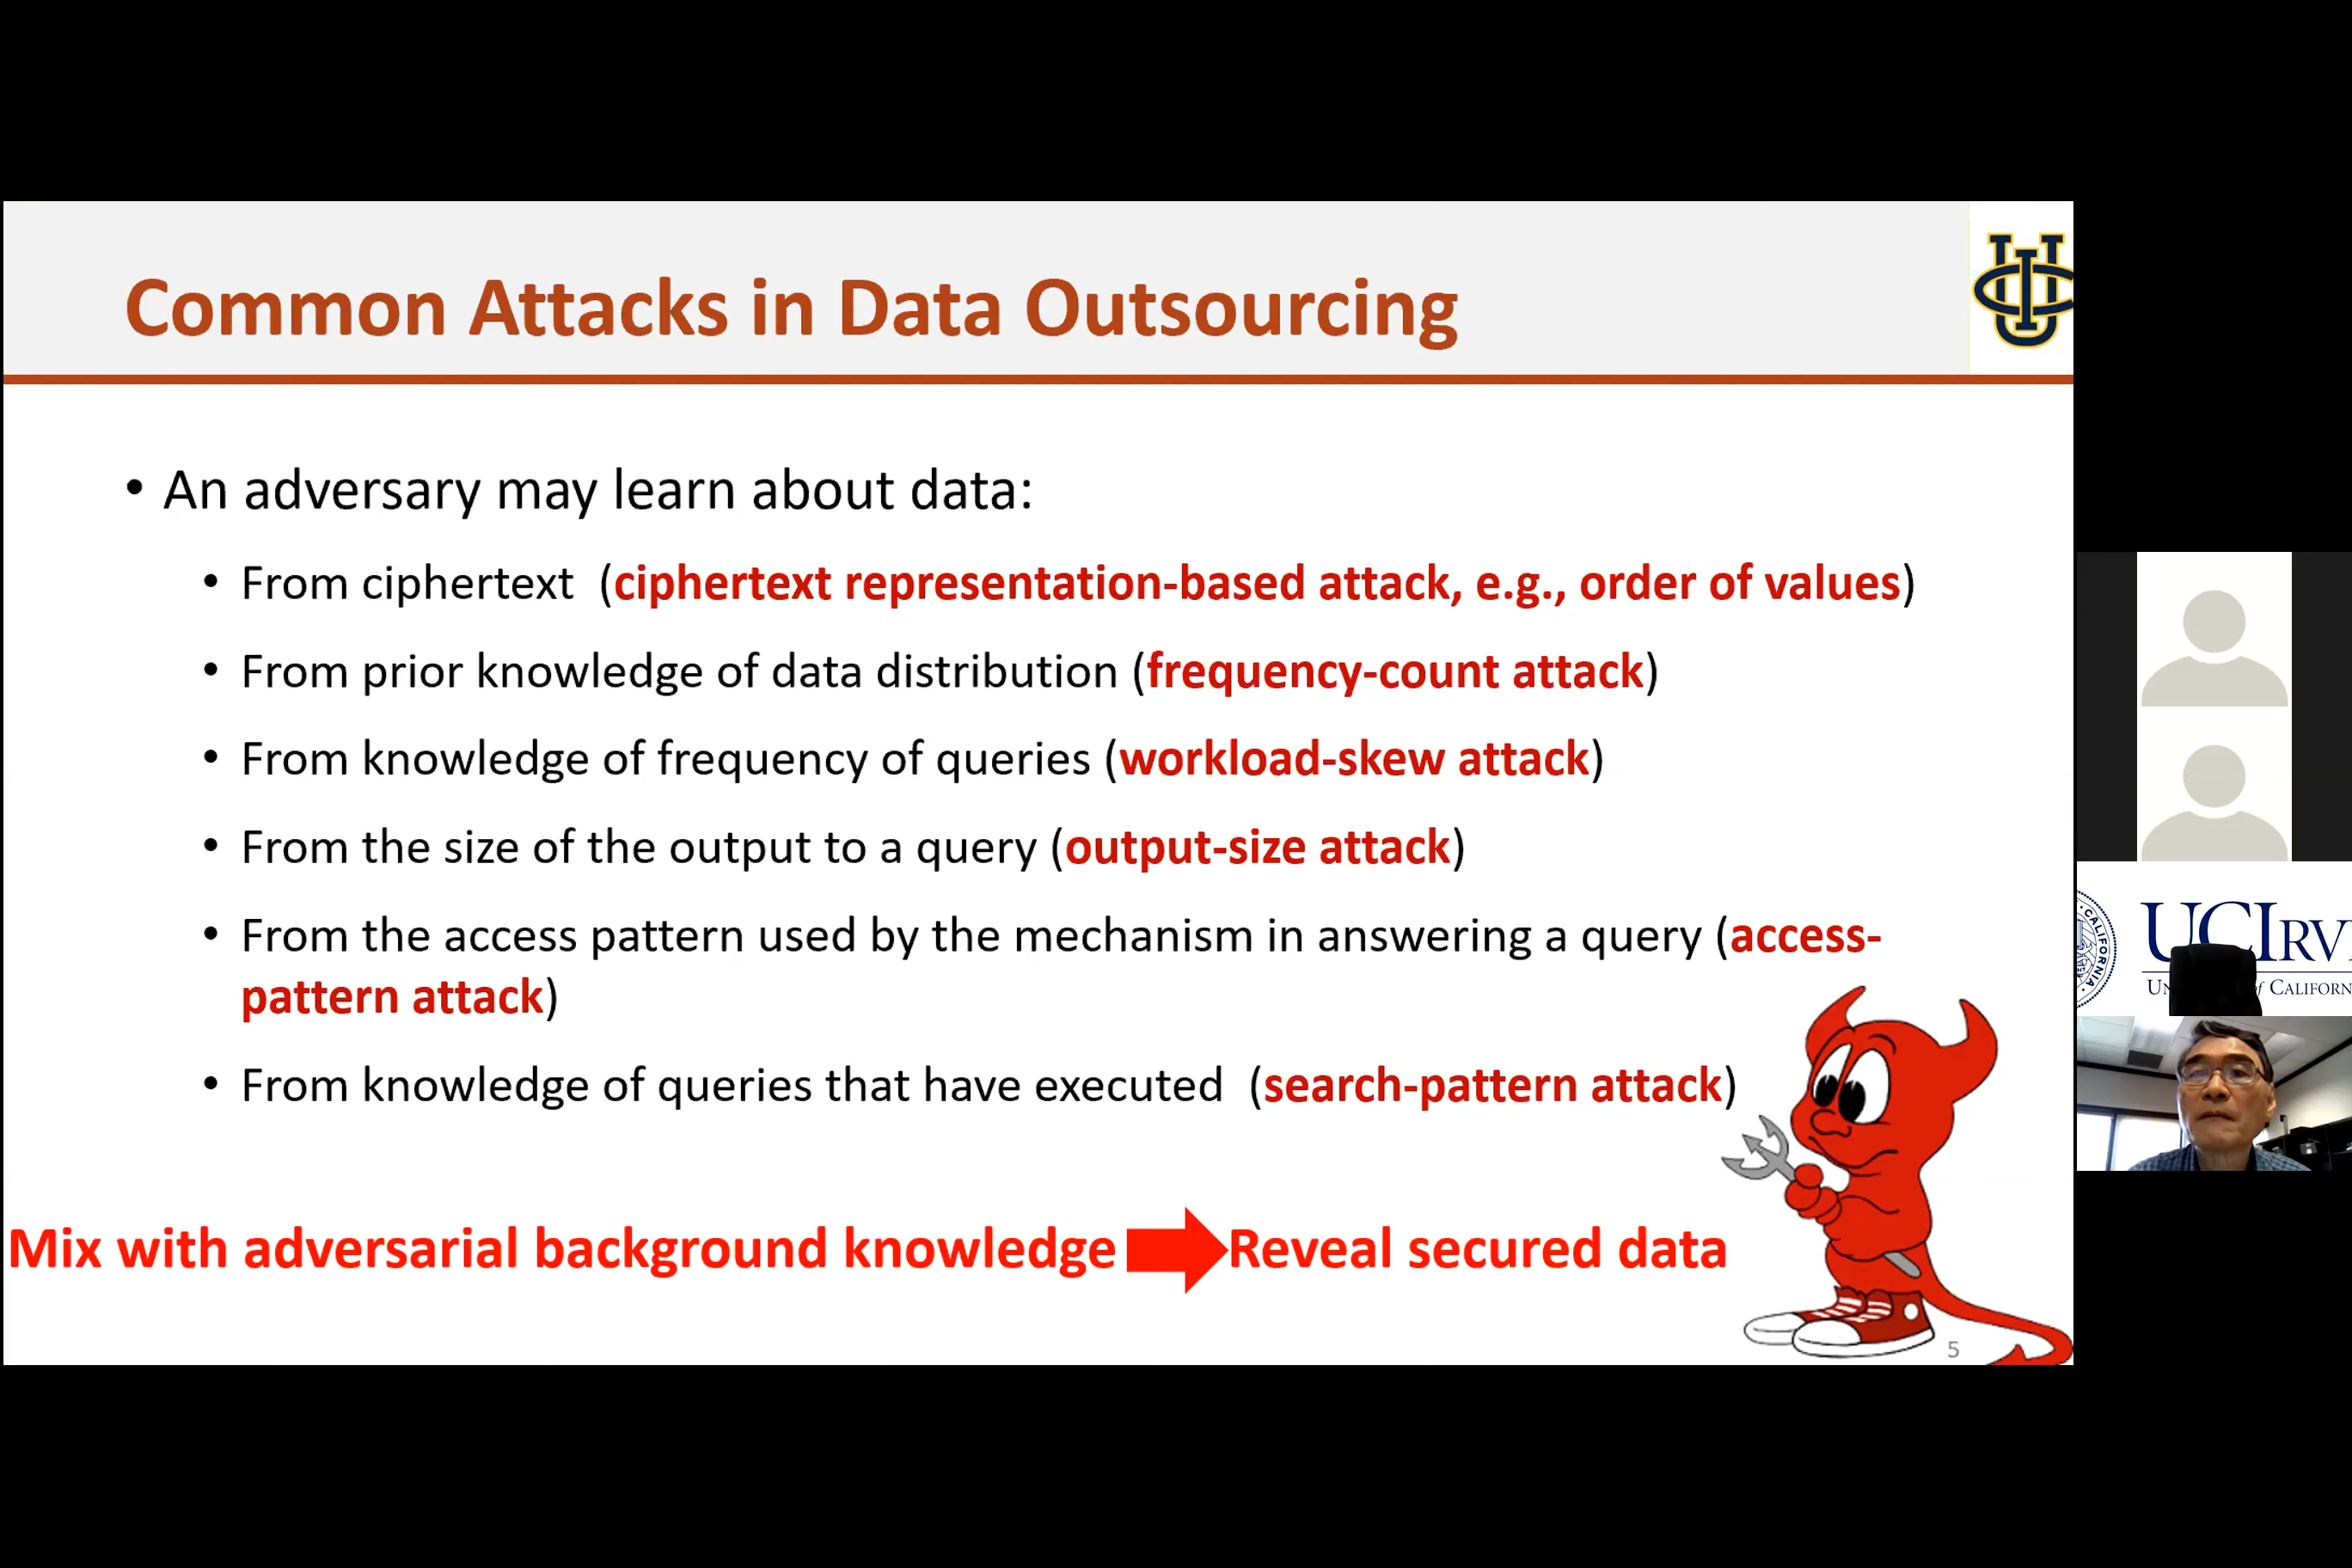 Common Attacks in Data Outsourcing
• An adversary may learn about data:
• From ciphertext (ciphertext representation-based attack, e.g., order of values)
• From prior knowledge of data distribution (frequency-count attack)
• From knowledge of frequency of queries (workload-skew attack)
• From the size of the output to a query (output-size attack)
• From the access pattern used by the mechanism in answering a query (access-
pattern attack)
• From knowledge of queries that have executed (search-pattern attack)
Mix with adversarial background knowledge Reveal secured data
5
UCI
UCIRV
of CALIFORN
CALIFORNIA